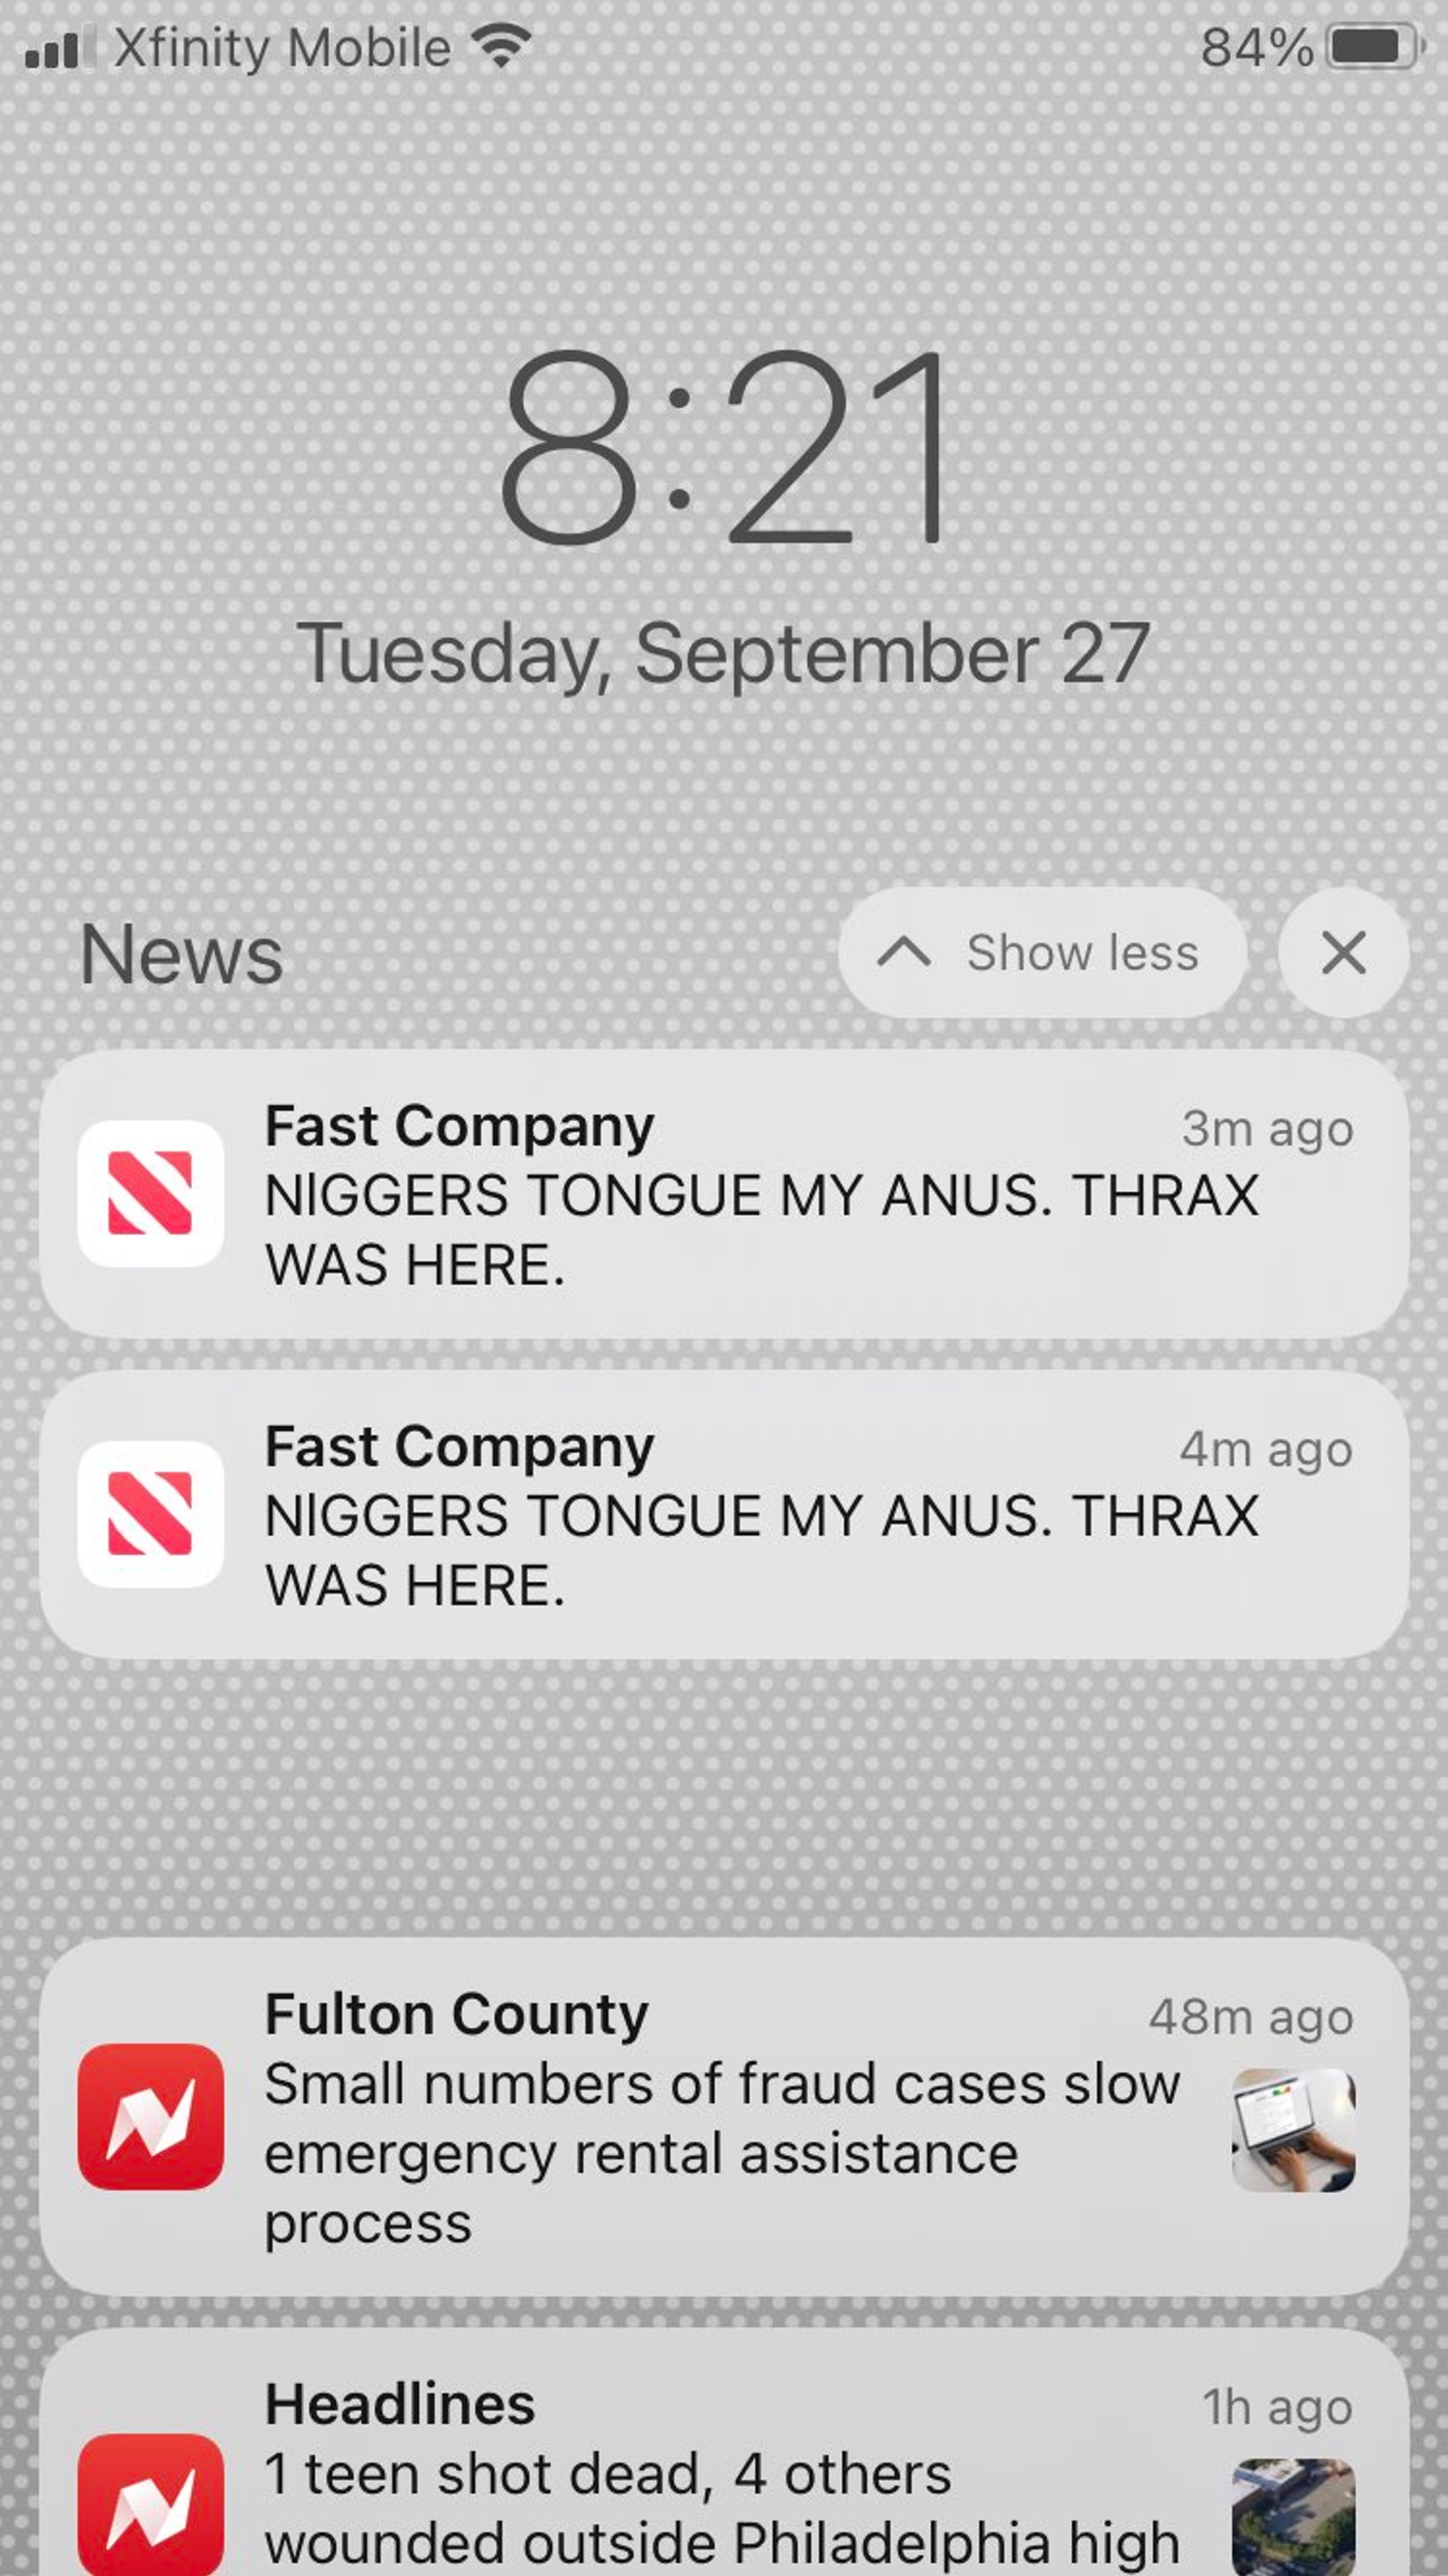 Xfinity Mobile 84%
8:21
Tuesday, September 27
News Show less
Fast Company 3m ago
NIGGERS TONGUE MY ANUS. THRAX
WAS HERE.
Fast Company 4m ago
NIGGERS TONGUE MY ANUS. THRAX
WAS HERE.
Fulton County 48m ago
Small numbers of fraud cases slow
emergency rental assistance
process
Headlines 1h ago
1 teen shot dead, 4 others
wounded outside Philadelphia high